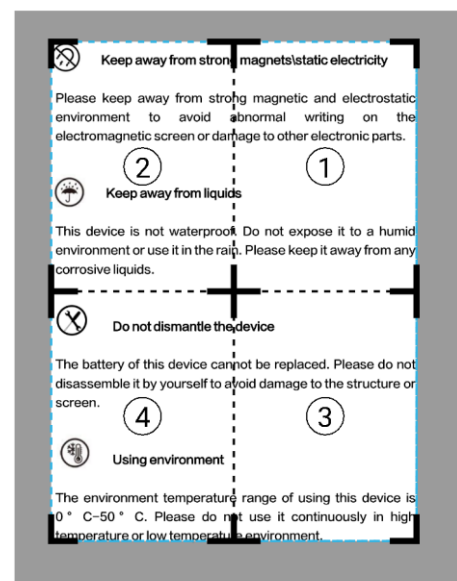 Keep away from strong magnets\static electricity
Please keep away from strong magnetic and electrostatic
environment to avoid abnormal writing on the
electromagnetic screen or damage to other electronic parts.
2 1
Keep away from liquids
This device is not waterproof. Do not expose it to a humid
environment or use it in the rain. Please keep it away from any
corrosive liquids.
Do not dismantle the device
The battery of this device cannot be replaced. Please do not
disassemble it by yourself to avoid damage to the structure or
screen.
4 3
Using environment
The environment temperature range of using this device is
0 ° C-50 ° C. Please do not use it continuously in high
temperature or low temperature environment.